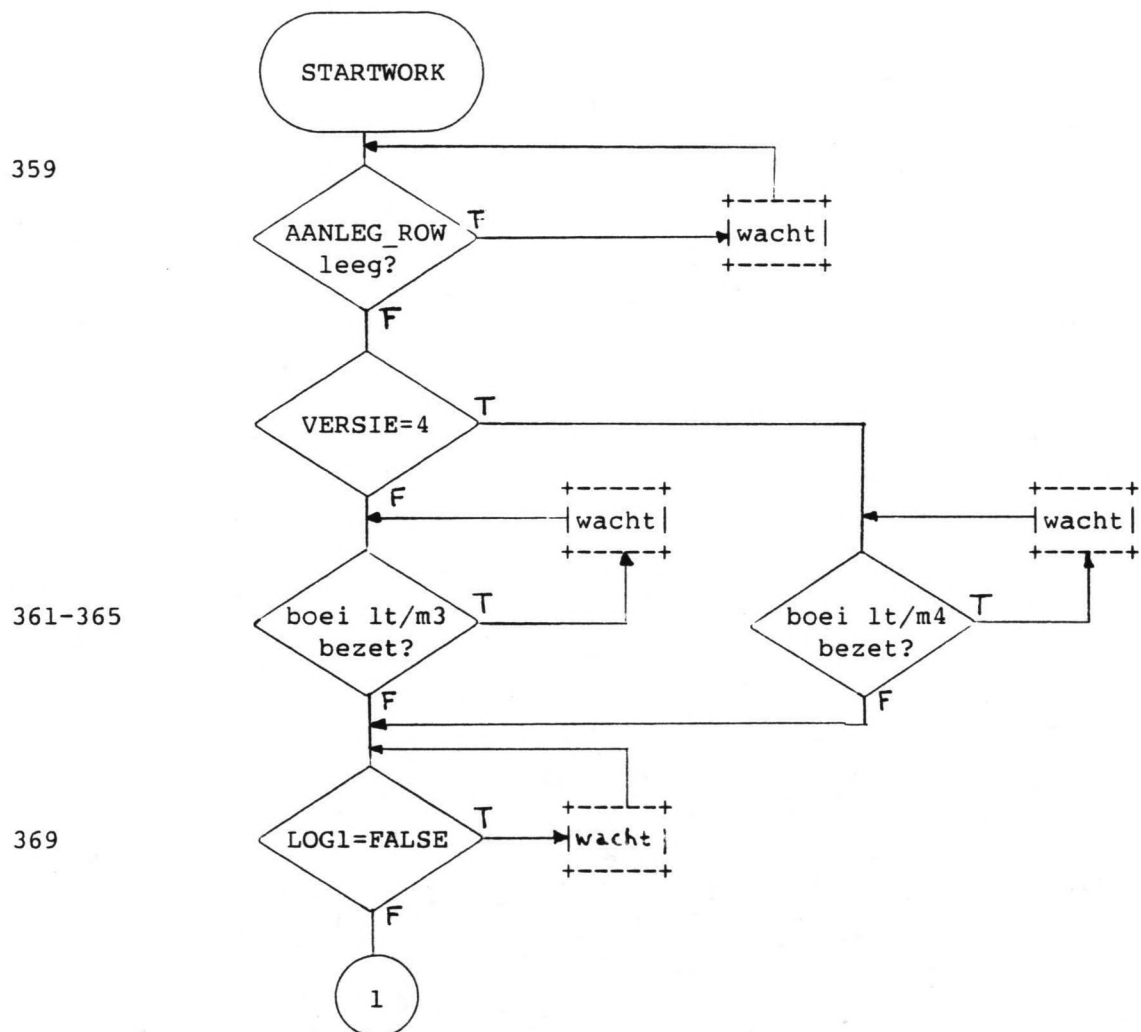 STARTWORK
359
AANLEG_ROW
leeg?
T
wacht
F
VERSIE=4
T
F
wacht
wacht
361-365
boei 1t/m3
bezet?
T
boei 1t/m4
bezet?
T
F
F
369
LOG1=FALSE
T
wacht
F
1